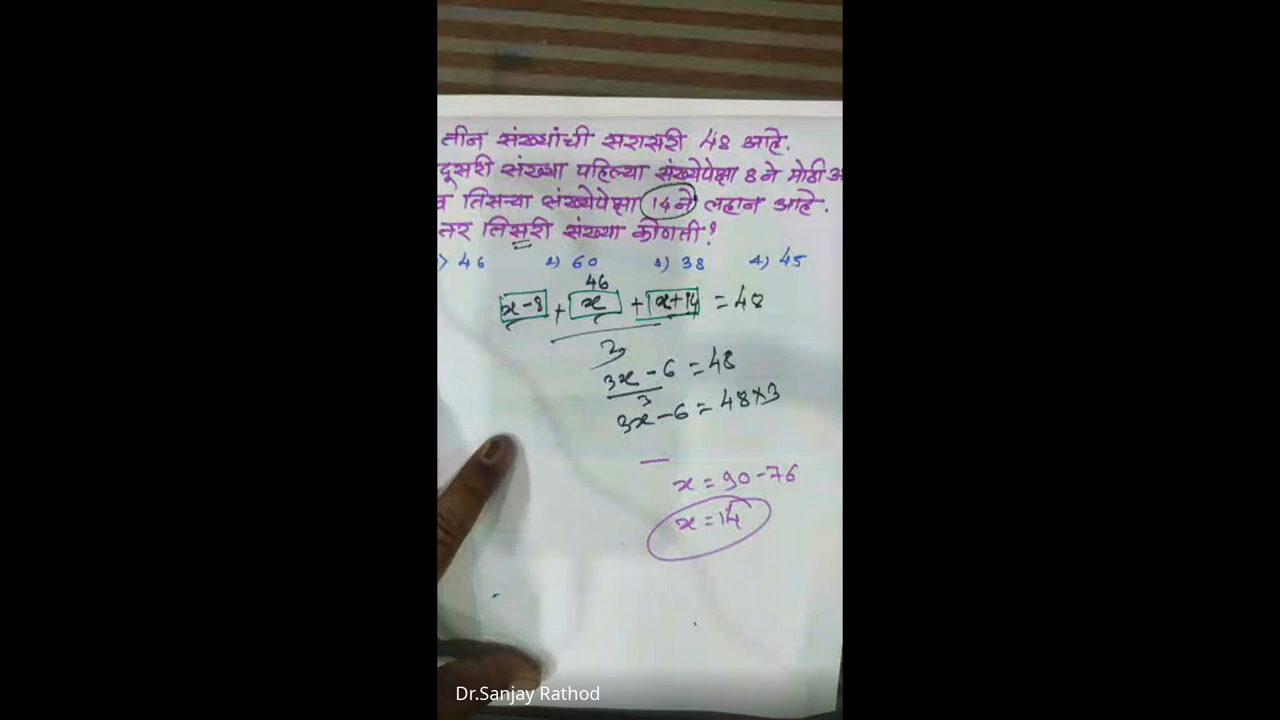 तीन संख्यांची सरासरी 48 आहे.
दूसरी संख्या पहिल्या संख्येपेक्षा 8 ने मोठी
व तिसऱ्या संख्येपेक्षा 14 ने लहान आहे.
तर तिसरी संख्या कोणती?
) 46 2) 60 3) 38 4) 45
46
x-8 + x + x+14 = 48
3
3x - 6 = 48
3
3x - 6 = 48×3
x = 90-76
x = 14
Dr.Sanjay Rathod